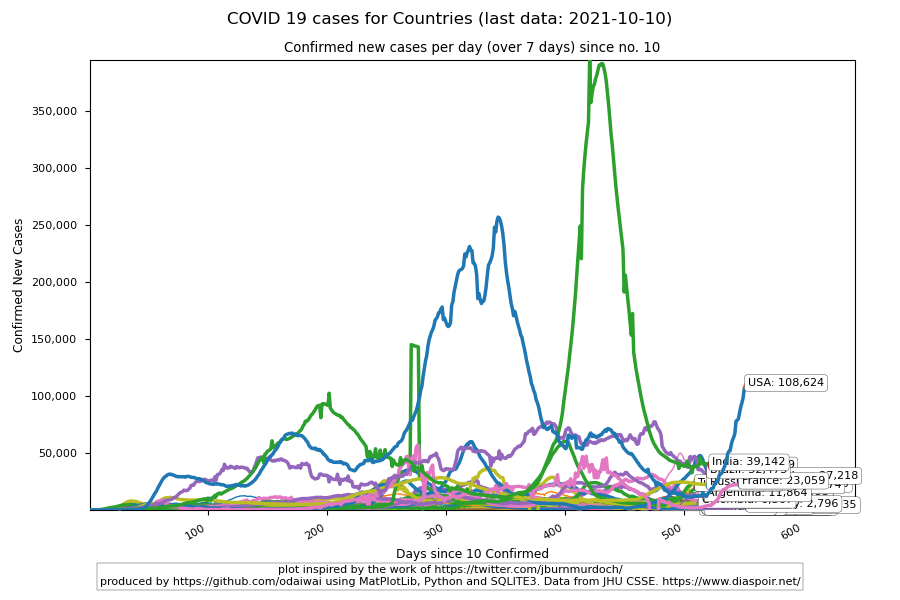 COVID 19 cases for Countries (last data: 2021-10-10)
Confirmed new cases per day (over 7 days) since no. 10
350,000
300,000
250,000
200,000
150,000
100,000
50,000
Confirmed New Cases
USA: 108,624
India: 39,142
27,218
France: 23,059
Argentina: 11,864
2,796
100
200
300
400
500
600
Days since 10 Confirmed
plot inspired by the work of https://twitter.com/jburnmurdoch/
produced by https://github.com/odaiwai using MatPlotLib, Python and SQLITE3. Data from JHU CSSE. https://www.diaspoir.net/